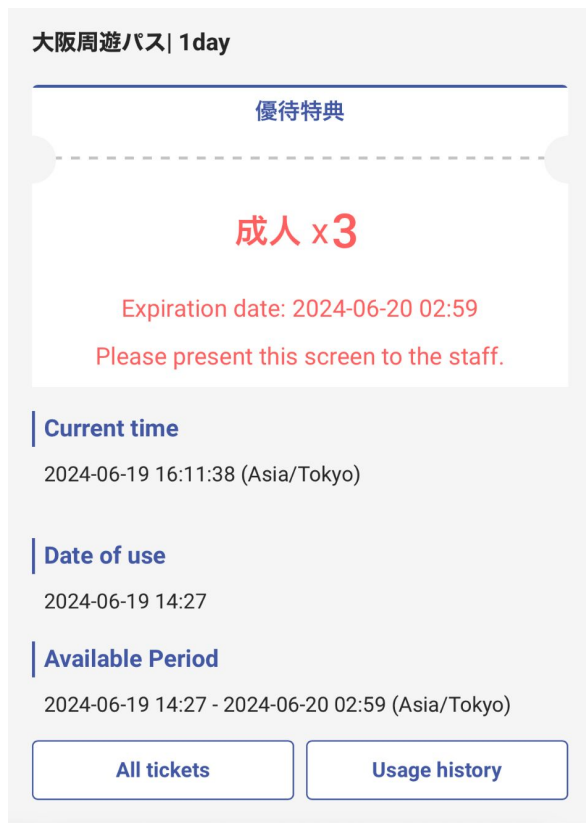 大阪周遊パス| 1day
優待特典
成人 x3
Expiration date: 2024-06-20 02:59
Please present this screen to the staff.
Current time
2024-06-19 16:11:38 (Asia/Tokyo)
Date of use
2024-06-19 14:27
Available Period
2024-06-19 14:27 - 2024-06-20 02:59 (Asia/Tokyo)
All tickets
Usage history